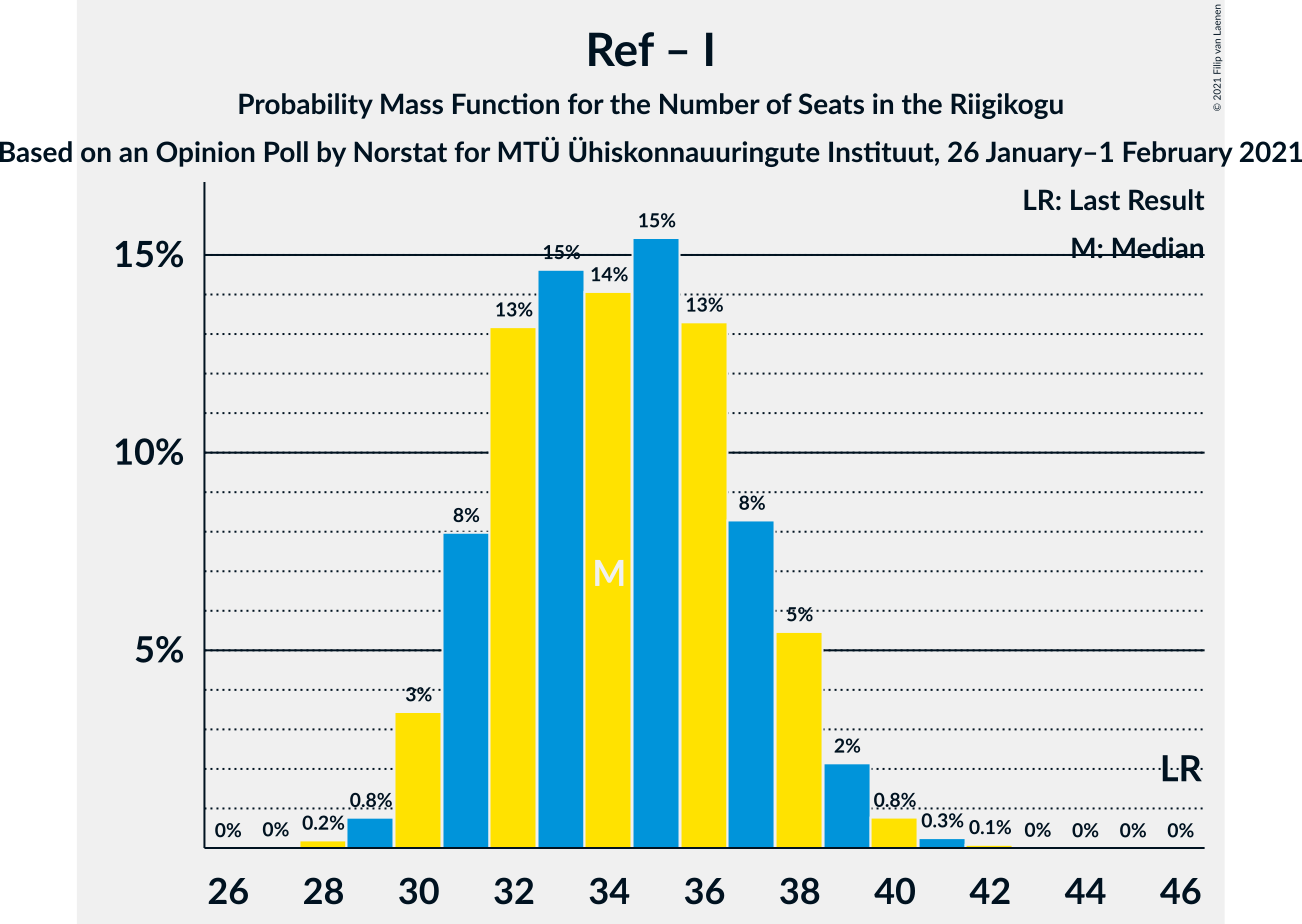 Ref – I
Probability Mass Function for the Number of Seats in the Riigikogu
Based on an Opinion Poll by Norstat for MTÜ Ühiskonnauuringute Instituut, 26 January–1 February 2021
© 2021 Filip van Laenen
LR: Last Result
M: Median
15%
10%
5%
0% 0% 0.2% 0.8% 3% 8% 13% 15% 14% 15% 13% 8% 5% 2% 0.8% 0.3% 0.1% 0% 0% 0% 0%
M
LR
26 28 30 32 34 36 38 40 42 44 46